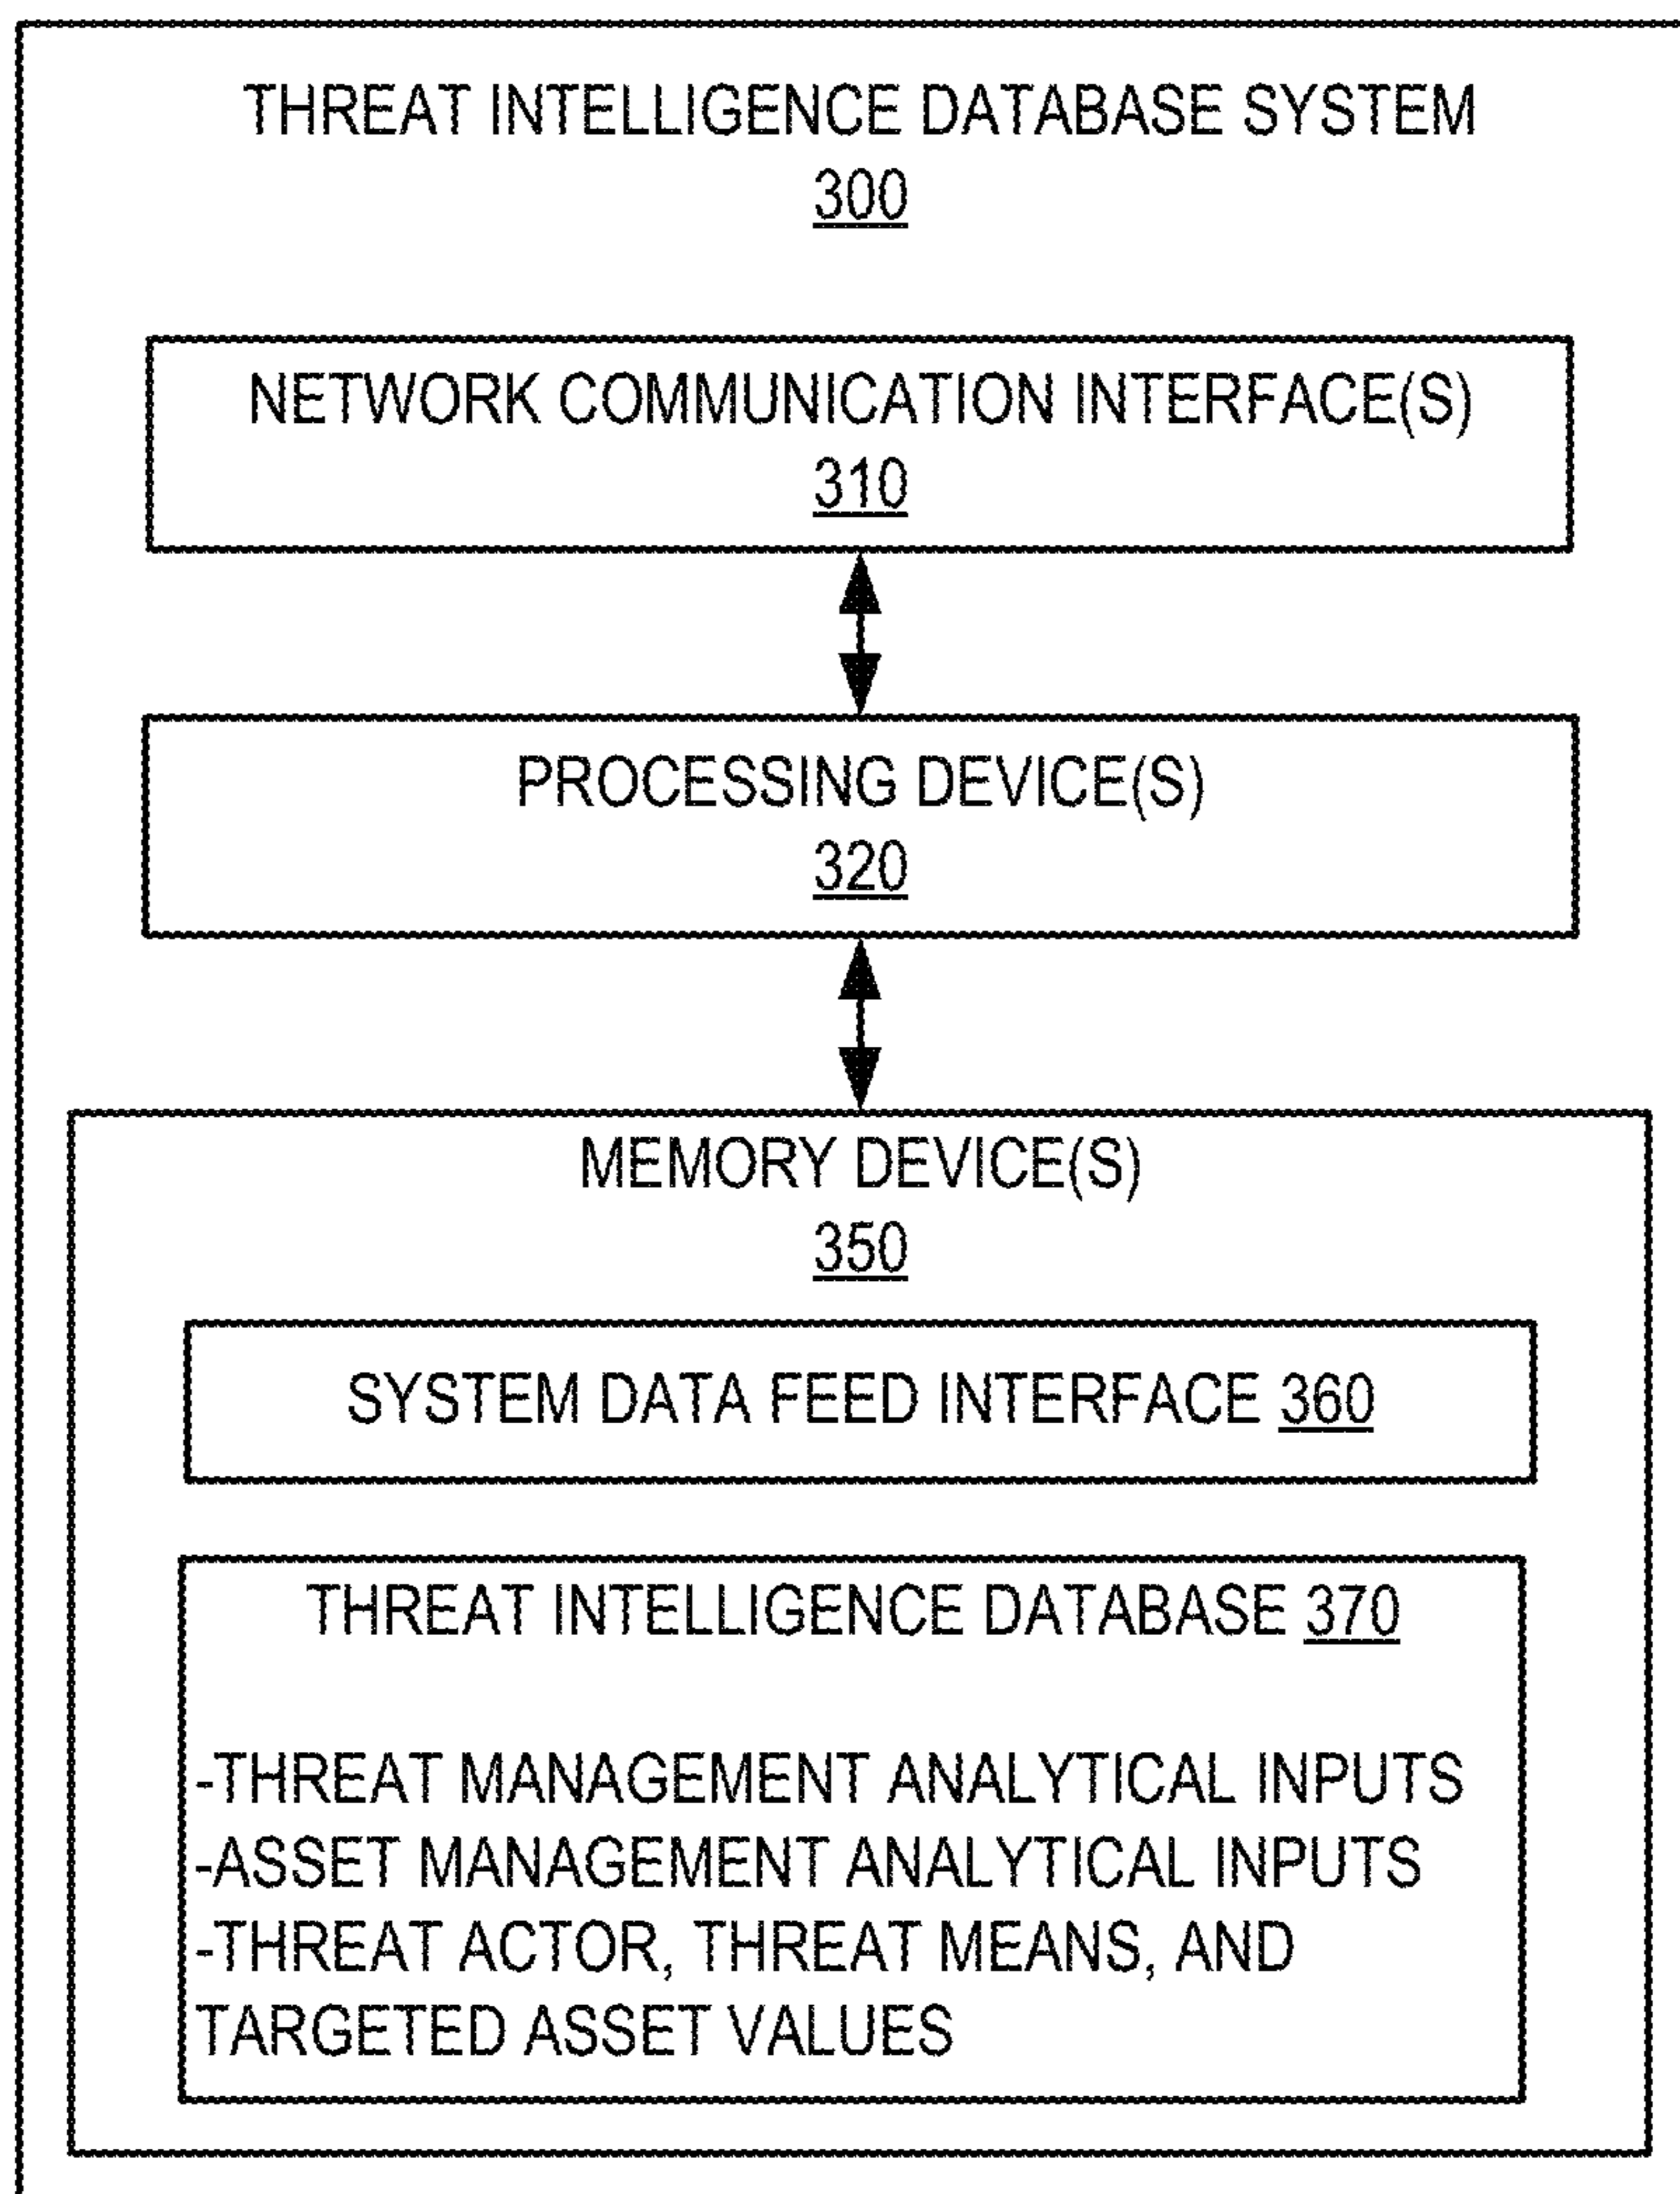 THREAT INTELLIGENCE DATABASE SYSTEM
300
NETWORK COMMUNICATION INTERFACE(S)
310
PROCESSING DEVICE(S)
320
MEMORY DEVICE(S)
350
SYSTEM DATA FEED INTERFACE 360
THREAT INTELLIGENCE DATABASE 370
-THREAT MANAGEMENT ANALYTICAL INPUTS
-ASSET MANAGEMENT ANALYTICAL INPUTS
-THREAT ACTOR, THREAT MEANS, AND
TARGETED ASSET VALUES